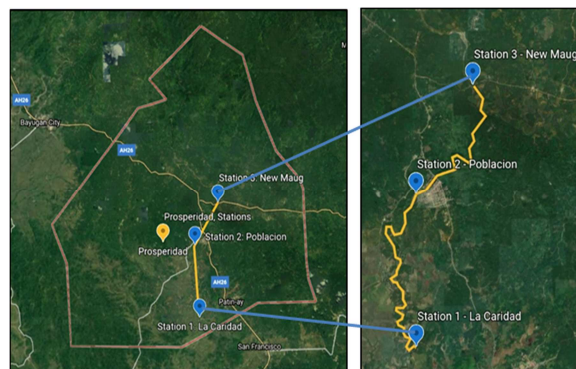 AH26
Bayugan City
AH26
Station 3: New Maug
Prosperidad, Stations
Station 2: Poblacion
Prosperidad
AH26
Patin-ay
Station 1: La Caridad
San Francisco
Station 3 - New Maug
Station 2 - Poblacion
Station 1 - La Caridad